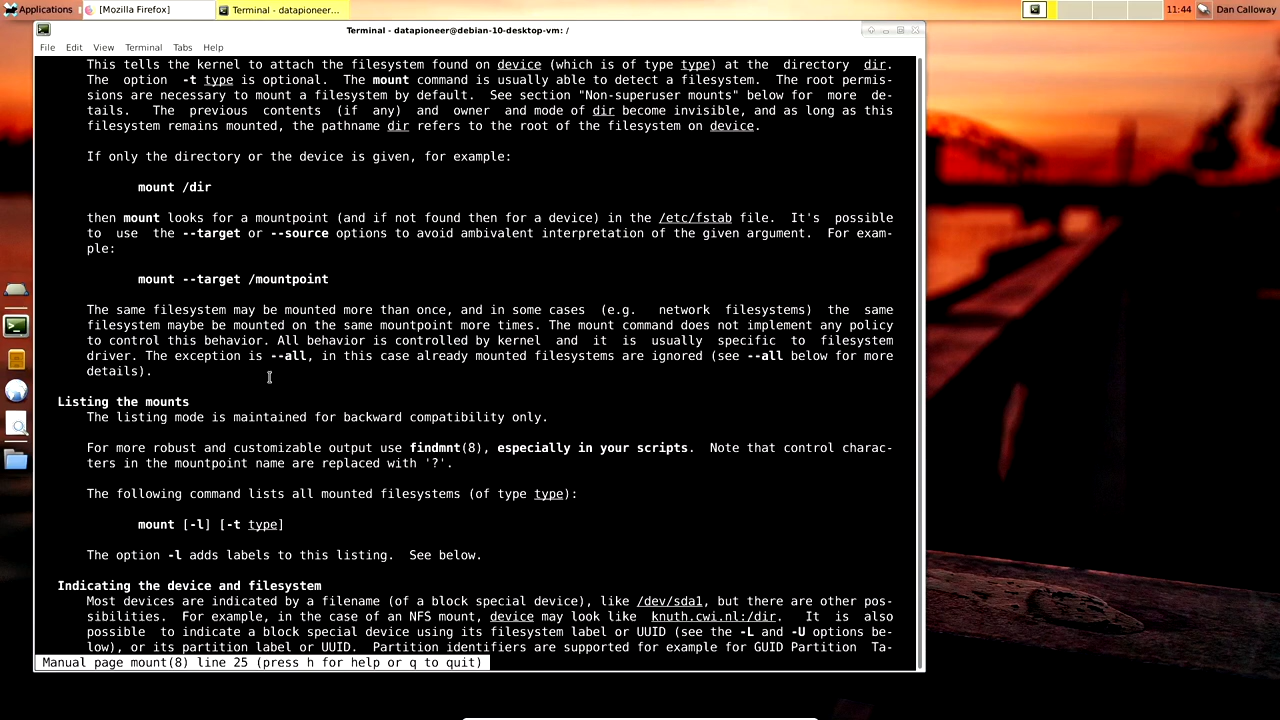 Applications
[Mozilla Firefox]
Terminal - datapioneer...
11:44
Dan Calloway
Terminal - datapioneer@debian-10-desktop-vm: /
File Edit View Terminal Tabs Help
This tells the kernel to attach the filesystem found on device (which is of type type) at the directory dir.
The option -t type is optional. The mount command is usually able to detect a filesystem. The root permis-
sions are necessary to mount a filesystem by default. See section "Non-superuser mounts" below for more de-
tails. The previous contents (if any) and owner and mode of dir become invisible, and as long as this
filesystem remains mounted, the pathname dir refers to the root of the filesystem on device.
If only the directory or the device is given, for example:
mount /dir
then mount looks for a mountpoint (and if not found then for a device) in the /etc/fstab file. It's possible
to use the --target or --source options to avoid ambivalent interpretation of the given argument. For exam-
ple:
mount --target /mountpoint
The same filesystem may be mounted more than once, and in some cases (e.g. network filesystems) the same
filesystem maybe be mounted on the same mountpoint more times. The mount command does not implement any policy
to control this behavior. All behavior is controlled by kernel and it is usually specific to filesystem
driver. The exception is --all, in this case already mounted filesystems are ignored (see --all below for more
details).
Listing the mounts
The listing mode is maintained for backward compatibility only.
For more robust and customizable output use findmnt(8), especially in your scripts. Note that control charac-
ters in the mountpoint name are replaced with '?'.
The following command lists all mounted filesystems (of type type):
mount [-l] [-t type]
The option -l adds labels to this listing. See below.
Indicating the device and filesystem
Most devices are indicated by a filename (of a block special device), like /dev/sda1, but there are other pos-
sibilities. For example, in the case of an NFS mount, device may look like knuth.cwi.nl:/dir. It is also
possible to indicate a block special device using its filesystem label or UUID (see the -L and -U options be-
low), or its partition label or UUID. Partition identifiers are supported for example for GUID Partition Ta-
Manual page mount(8) line 25 (press h for help or q to quit)